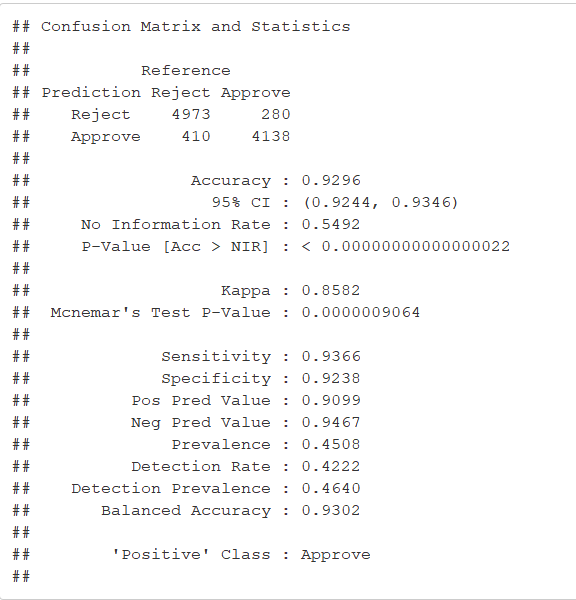 ## Confusion Matrix and Statistics
##
##           Reference
## Prediction Reject Approve
##    Reject    4973     280
##    Approve    410    4138
##
##                Accuracy : 0.9296
##                  95% CI : (0.9244, 0.9346)
##     No Information Rate : 0.5492
##     P-Value [Acc > NIR] : < 0.00000000000000022
##
##                   Kappa : 0.8582
##  Mcnemar's Test P-Value : 0.0000009064
##
##             Sensitivity : 0.9366
##             Specificity : 0.9238
##          Pos Pred Value : 0.9099
##          Neg Pred Value : 0.9467
##              Prevalence : 0.4508
##          Detection Rate : 0.4222
##    Detection Prevalence : 0.4640
##       Balanced Accuracy : 0.9302
##
##        'Positive' Class : Approve
##